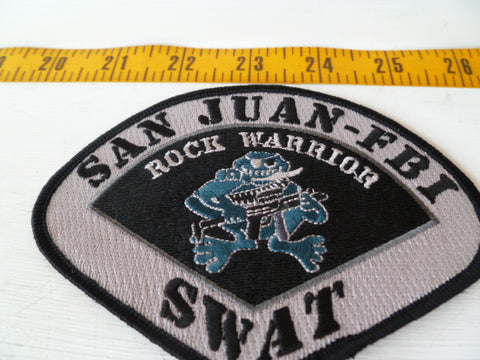 20 21 22 23 24 25 26
SAN JUAN-FBI
ROCK WARRIOR
SWAT